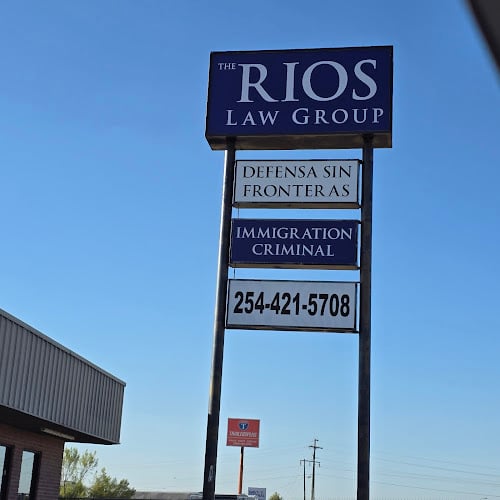 THE
RIOS
LAW GROUP
DEFENSA SIN
FRONTERAS
IMMIGRATION
CRIMINAL
254-421-5708